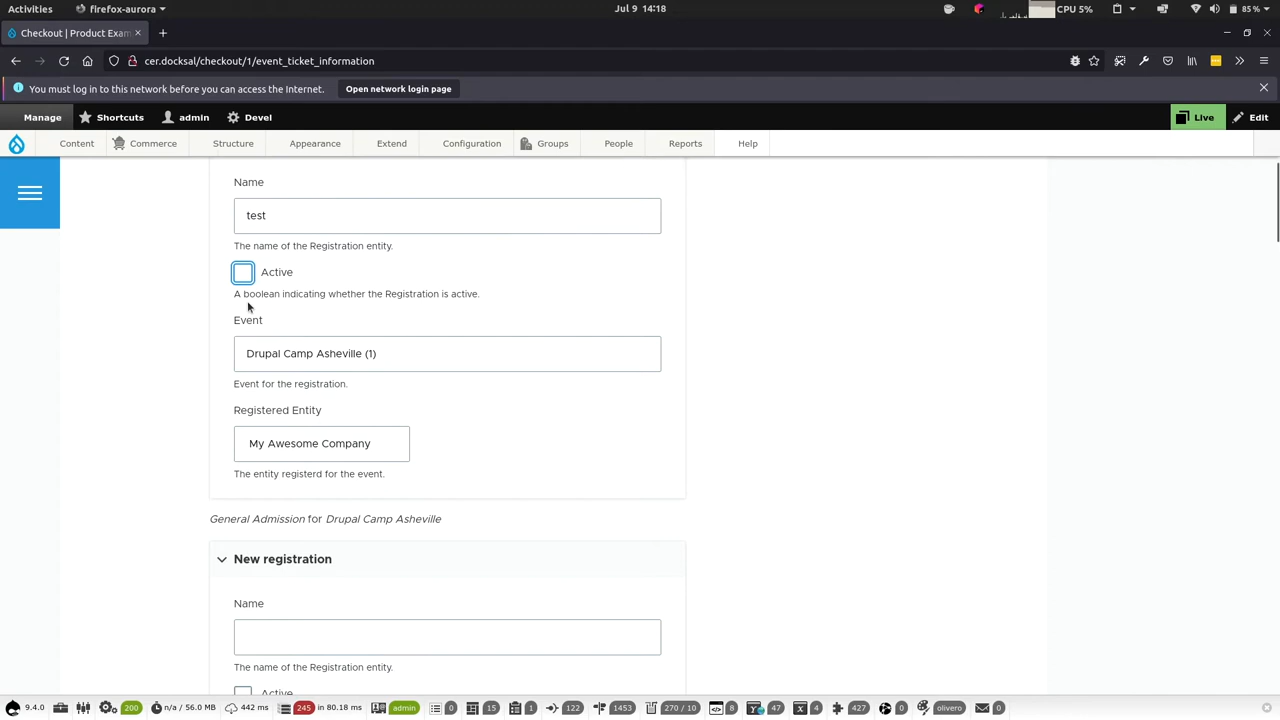 Activities firefox-aurora Jul 9 14:18 CPU 5% 85 %
Checkout | Product Exam
cer.docksal/checkout/1/event_ticket_information
You must log in to this network before you can access the Internet. Open network login page
Manage Shortcuts admin Devel Live Edit
Content Commerce Structure Appearance Extend Configuration Groups People Reports Help
Name
test
The name of the Registration entity.
Active
A boolean indicating whether the Registration is active.
Event
Drupal Camp Asheville (1)
Event for the registration.
Registered Entity
My Awesome Company
The entity registerd for the event.
General Admission for Drupal Camp Asheville
New registration
Name
The name of the Registration entity.
Active
9.4.0 200 n/a / 56.0 MB 442 ms 245 in 80.18 ms admin 0 15 1 122 1453 270 / 10 8 47 4 427 0 olivero 0